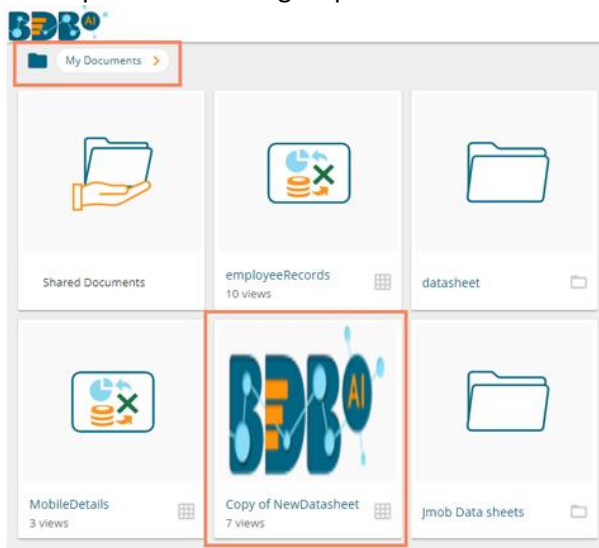 BDB AI
My Documents >
Shared Documents
employeeRecords
10 views
datasheet
BDB AI
MobileDetails
3 views
Copy of NewDatasheet
7 views
Jmob Data sheets